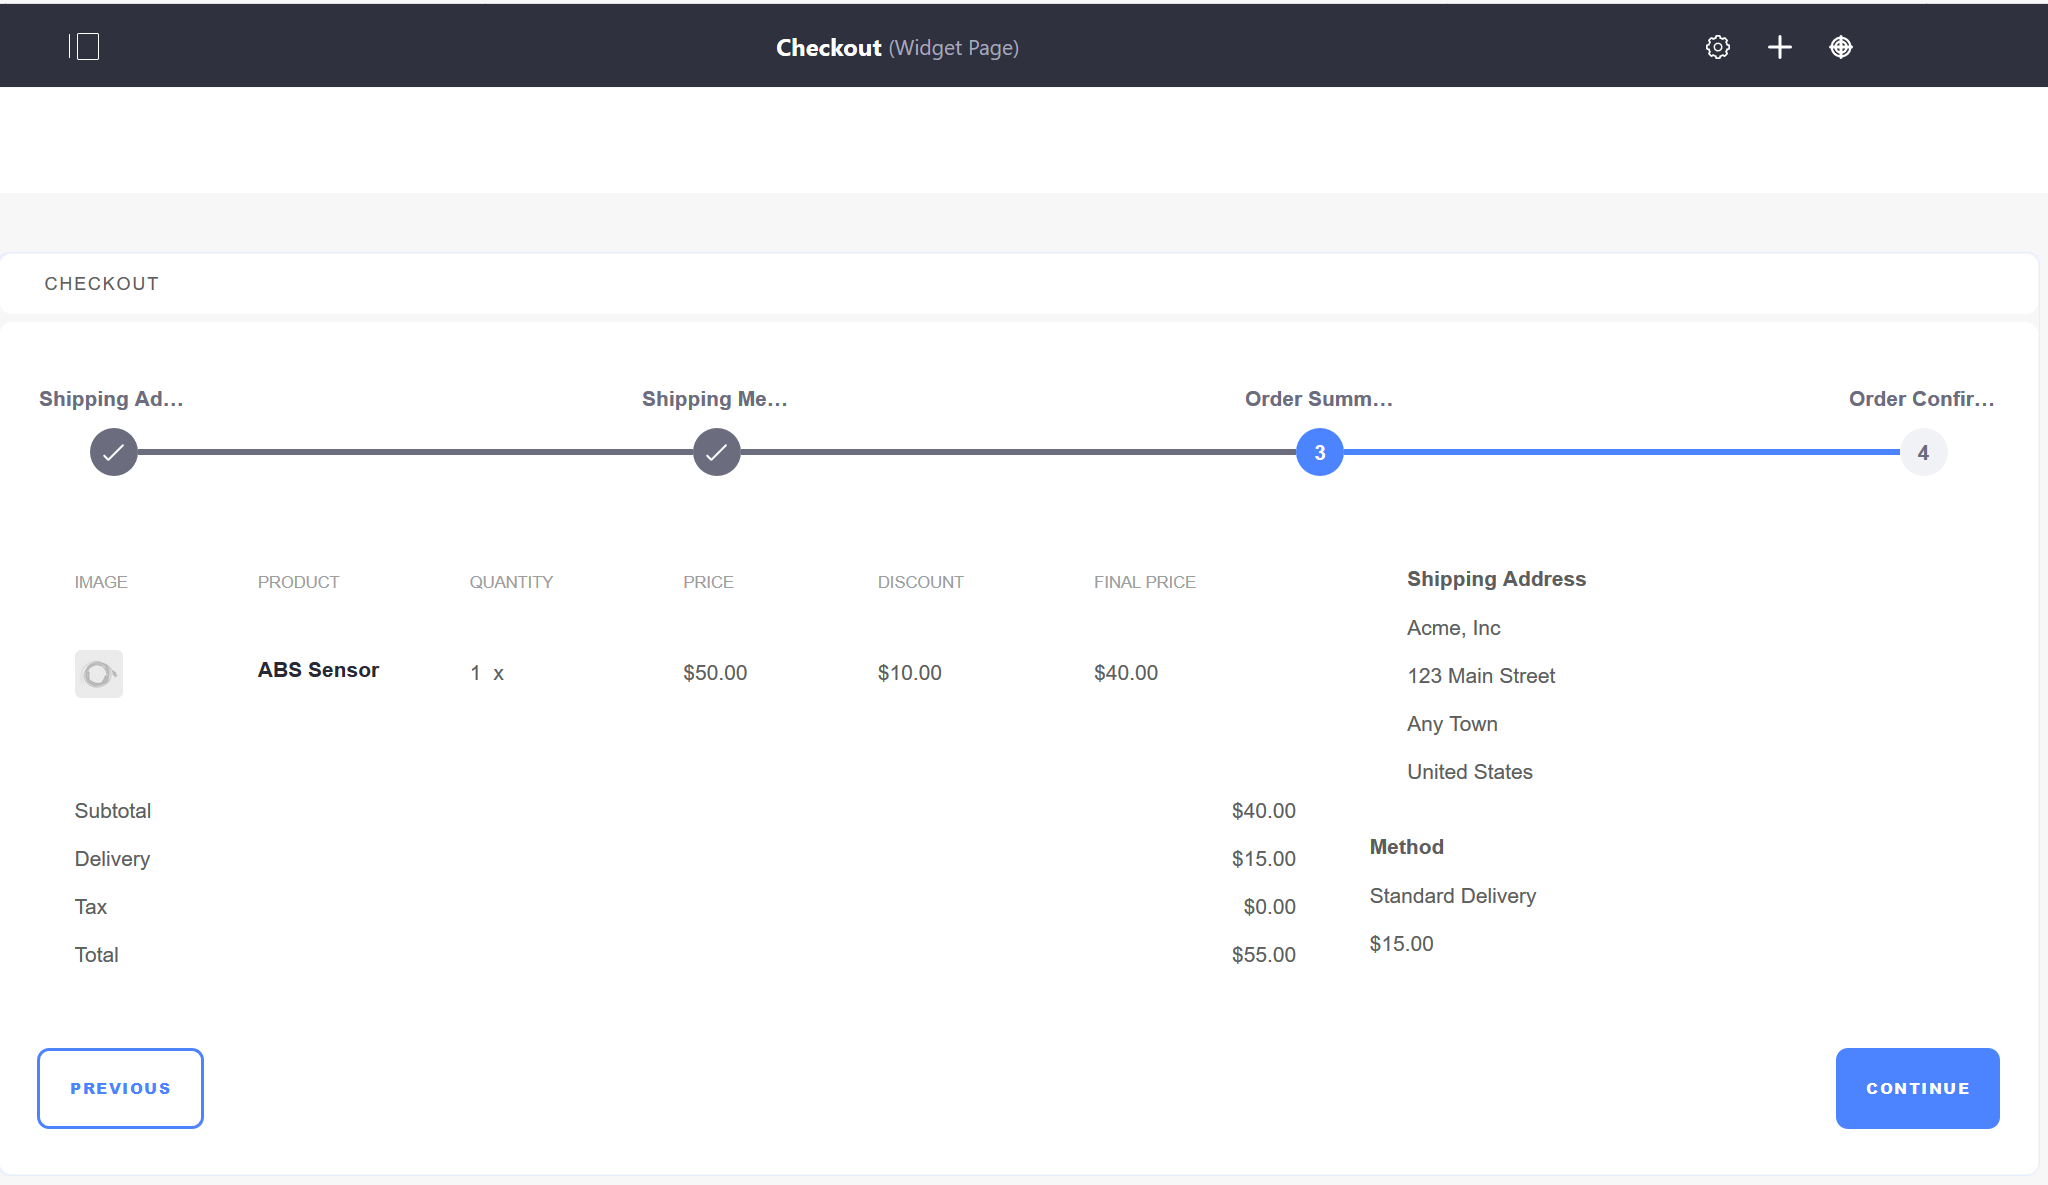 Checkout (Widget Page)
CHECKOUT
Shipping Ad...
Shipping Me...
Order Summ...
Order Confir...
3
4
IMAGE PRODUCT QUANTITY PRICE DISCOUNT FINAL PRICE
ABS Sensor 1 x $50.00 $10.00 $40.00
Subtotal $40.00
Delivery $15.00
Tax $0.00
Total $55.00
Shipping Address
Acme, Inc
123 Main Street
Any Town
United States
Method
Standard Delivery
$15.00
PREVIOUS
CONTINUE